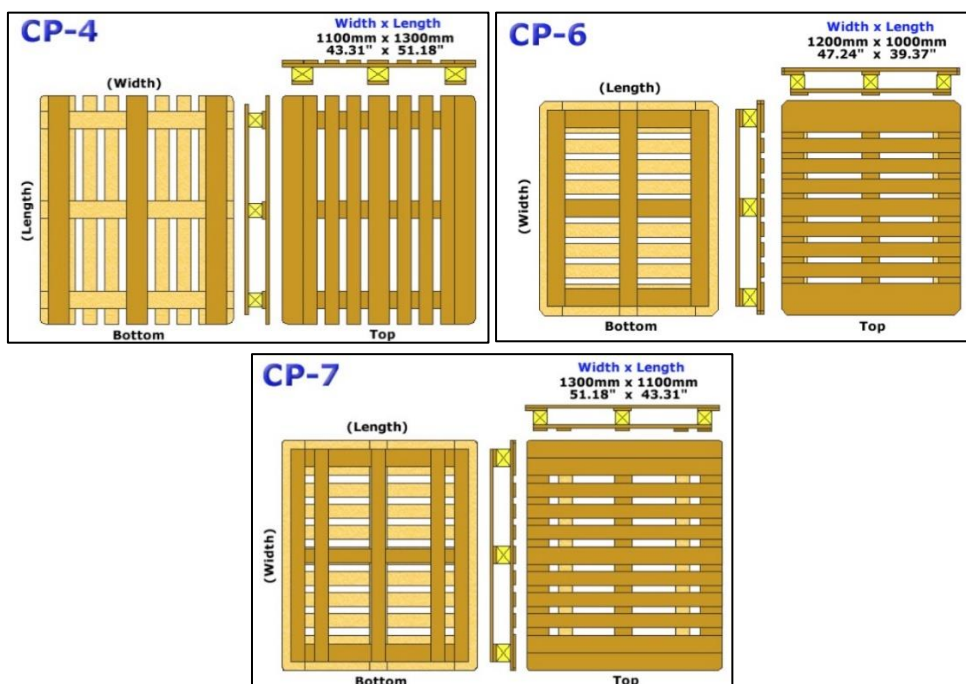 CP-4
Width x Length
1100mm x 1300mm
43.31" x 51.18"
(Width)
(Length)
Bottom
Top
CP-6
Width x Length
1200mm x 1000mm
47.24" x 39.37"
(Length)
(Width)
Bottom
Top
CP-7
Width x Length
1300mm x 1100mm
51.18" x 43.31"
(Length)
(Width)
Bottom
Top